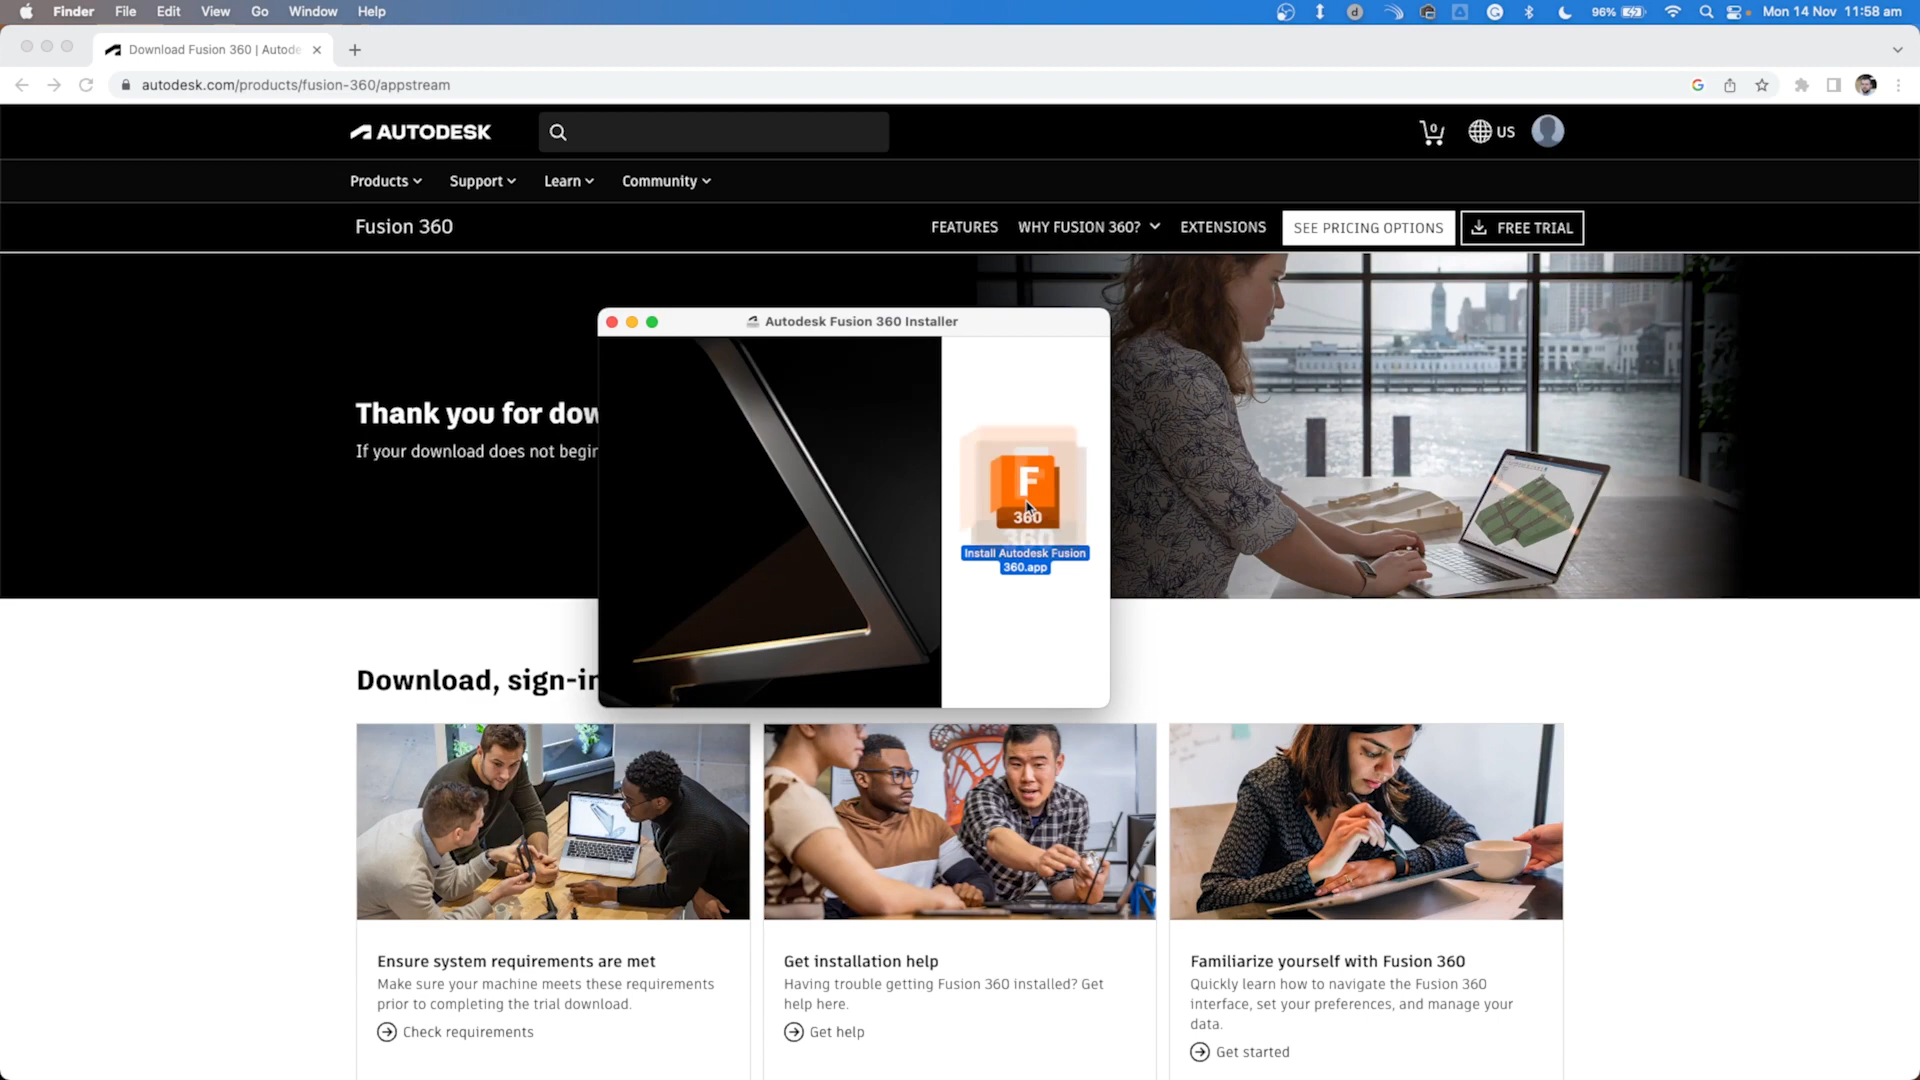 Finder File Edit View Go Window Help
96% Mon 14 Nov 11:58 am
Download Fusion 360 | Autode
autodesk.com/products/fusion-360/appstream
AUTODESK
0
US
Products Support Learn Community
Fusion 360
FEATURES WHY FUSION 360? EXTENSIONS SEE PRICING OPTIONS FREE TRIAL
Autodesk Fusion 360 Installer
Thank you for dow
If your download does not begin
F
360
Install Autodesk Fusion
360.app
Download, sign-in
Ensure system requirements are met
Make sure your machine meets these requirements
prior to completing the trial download.
Check requirements
Get installation help
Having trouble getting Fusion 360 installed? Get
help here.
Get help
Familiarize yourself with Fusion 360
Quickly learn how to navigate the Fusion 360
interface, set your preferences, and manage your
data.
Get started